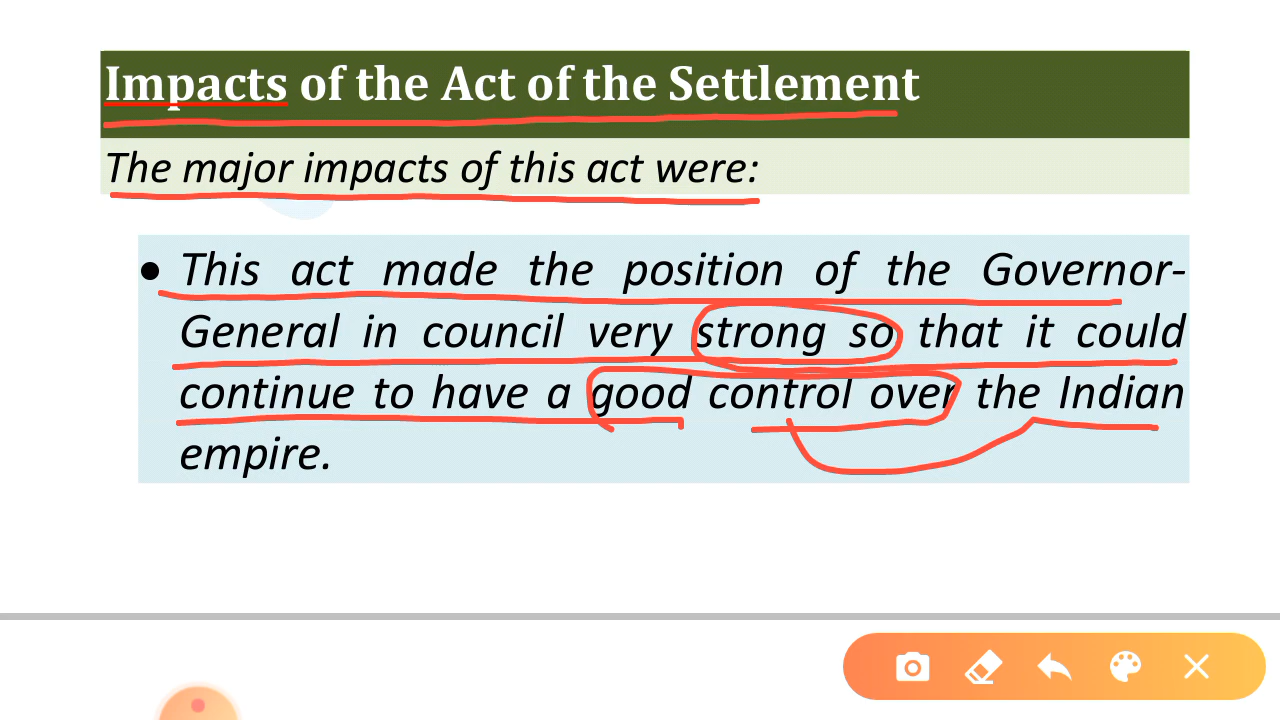 Impacts of the Act of the Settlement
The major impacts of this act were:
• This act made the position of the Governor-
General in council very strong so that it could
continue to have a good control over the Indian
empire.